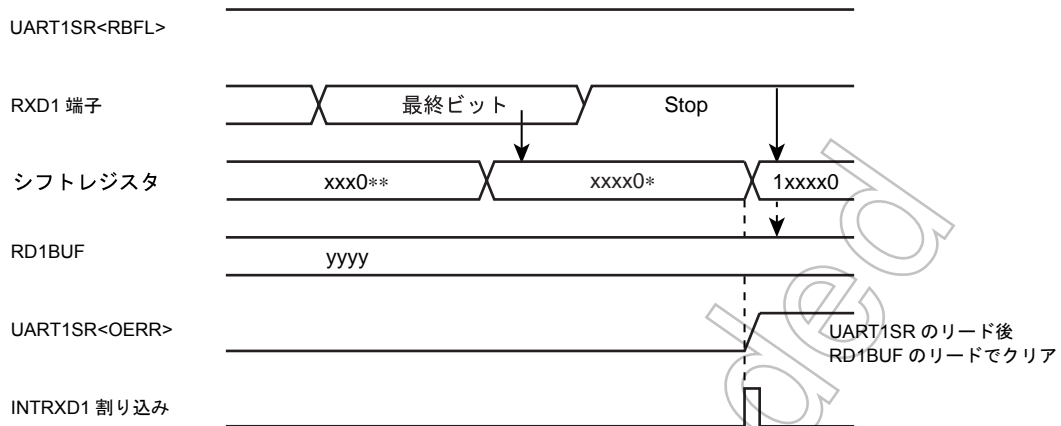 UART1SR<RBFL>
RXD1 端子
最終ビット
Stop
シフトレジスタ
xxx0**
xxxx0*
1xxxx0
RD1BUF
yyyy
UART1SR<OERR>
UART1SR のリード後
RD1BUF のリードでクリア
INTRXD1 割り込み
ded